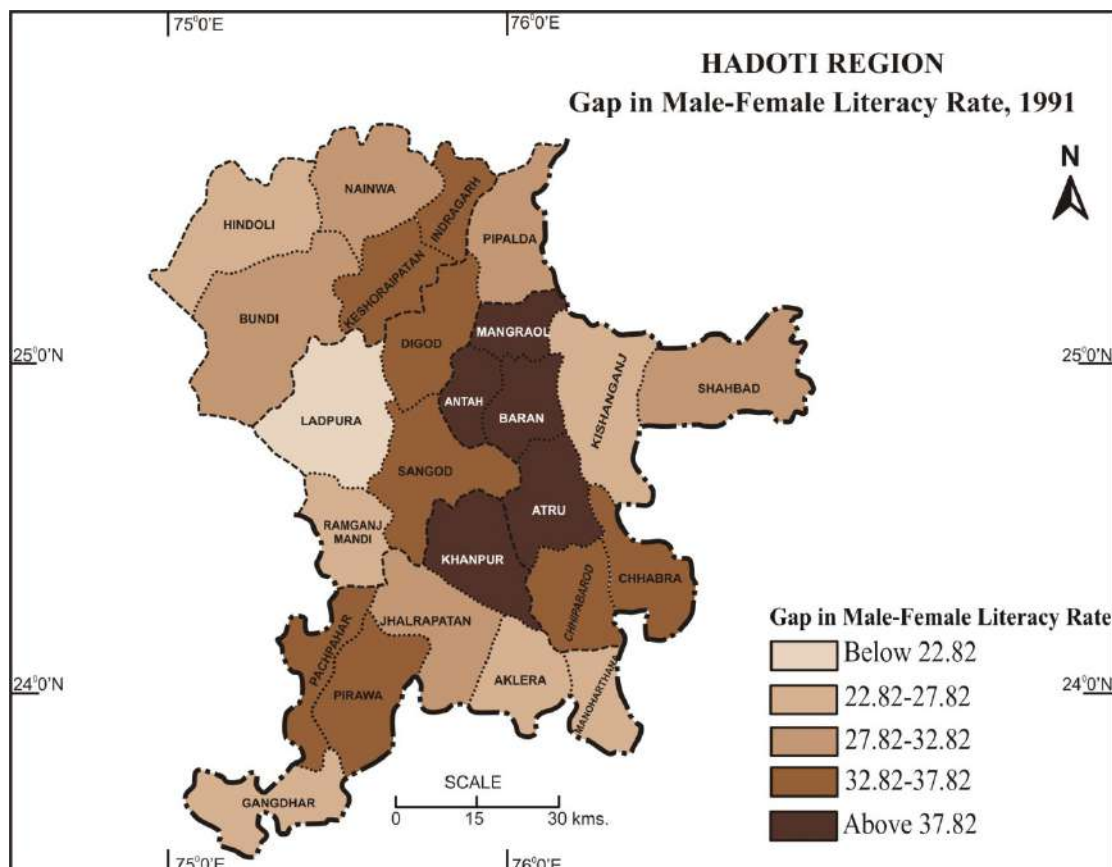 75°0'E
76°0'E
HADOTI REGION
Gap in Male-Female Literacy Rate, 1991
N
NAINWA
INDRAGARH
HINDOLI
PIPALDA
KESHORAIPATAN
BUNDI
MANGRAOL
DIGOD
25°0'N
25°0'N
KISHANGANJ
SHAHBAD
ANTAH
BARAN
LADPURA
SANGOD
ATRU
RAMGANJ
MANDI
KHANPUR
CHHIPABAROD
CHHABRA
PACHPAHAR
JHALRAPATAN
Gap in Male-Female Literacy Rate
Below 22.82
AKLERA
MANOHARTHANA
24°0'N
24°0'N
PIRAWA
22.82-27.82
27.82-32.82
SCALE
32.82-37.82
GANGDHAR
0 15 30 kms.
Above 37.82
75°0'E
76°0'E